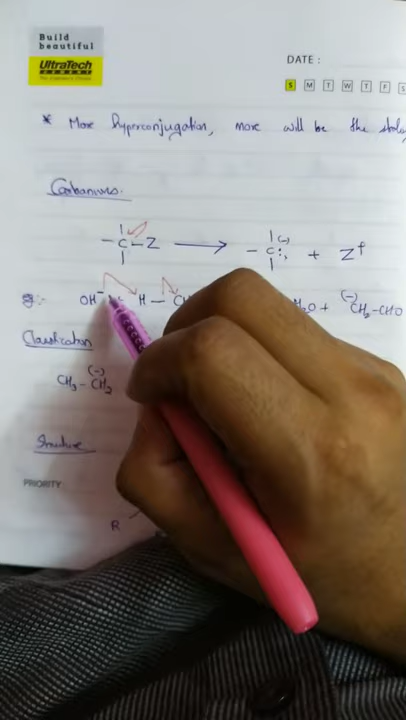 Build
beautiful
UltraTech
CEMENT
DATE :
S M T W T F S
* More hyperconjugation, more will be the
Carbanions.
- C - Z ⟶ - C (-) : + Z+
OH- H - CH H2O + (-)CH2-CHO
Classification
CH3 - (-)CH2
Structure
PRIORITY
R